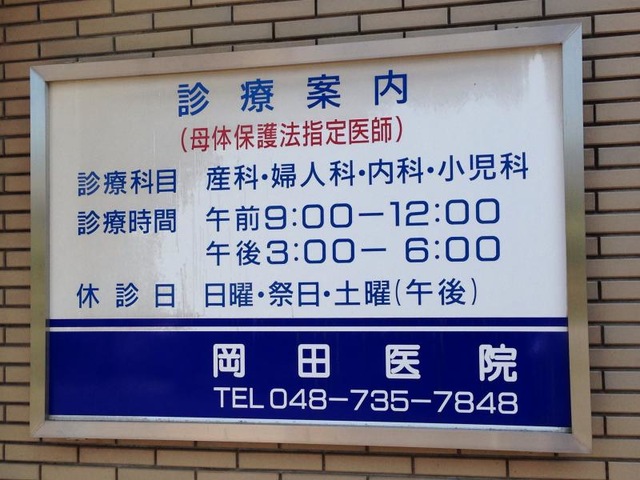 診療案内
(母体保護法指定医師)
診療科目 産科・婦人科・内科・小児科
診療時間 午前9:00－12:00
午後3:00－ 6:00
休診日 日曜・祭日・土曜(午後)
岡田医院
TEL 048－735－7848